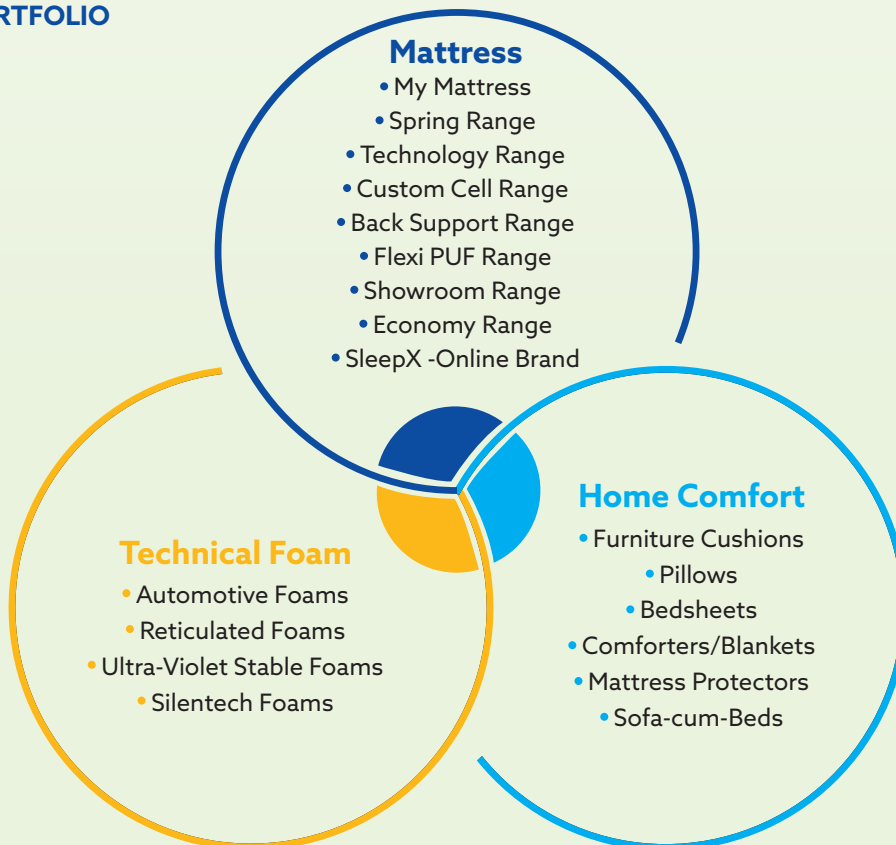 RTFOLIO
Mattress
• My Mattress
• Spring Range
• Technology Range
• Custom Cell Range
• Back Support Range
• Flexi PUF Range
• Showroom Range
• Economy Range
• SleepX -Online Brand
Technical Foam
• Automotive Foams
• Reticulated Foams
• Ultra-Violet Stable Foams
• Silentech Foams
Home Comfort
• Furniture Cushions
• Pillows
• Bedsheets
• Comforters/Blankets
• Mattress Protectors
• Sofa-cum-Beds